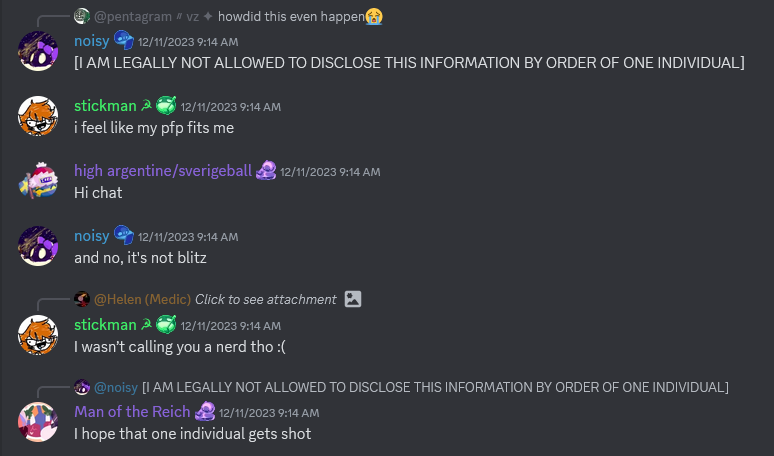 @pentagram〃vz ✦ howdid this even happen😭
noisy 12/11/2023 9:14 AM
[I AM LEGALLY NOT ALLOWED TO DISCLOSE THIS INFORMATION BY ORDER OF ONE INDIVIDUAL]
stickman ☭ 12/11/2023 9:14 AM
i feel like my pfp fits me
high argentine/sverigeball 12/11/2023 9:14 AM
Hi chat
noisy 12/11/2023 9:14 AM
and no, it's not blitz
@Helen (Medic) Click to see attachment
stickman ☭ 12/11/2023 9:14 AM
I wasn't calling you a nerd tho :(
@noisy [I AM LEGALLY NOT ALLOWED TO DISCLOSE THIS INFORMATION BY ORDER OF ONE INDIVIDUAL]
Man of the Reich 12/11/2023 9:14 AM
I hope that one individual gets shot